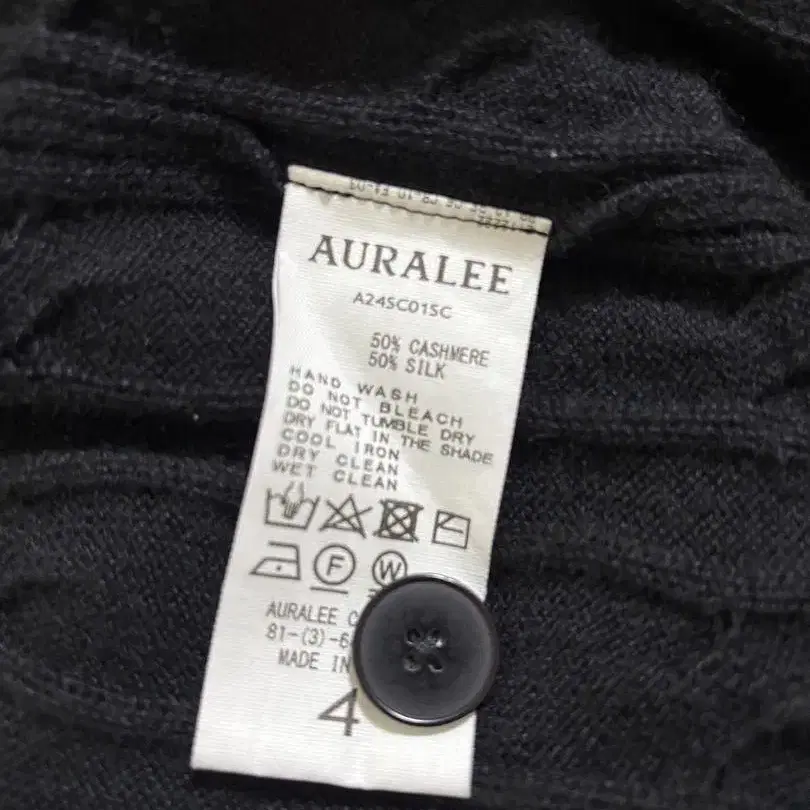 AURALEE
A24SC01SC
50% CASHMERE
50% SILK
HAND WASH
DO NOT BLEACH
DO NOT TUMBLE DRY
DRY FLAT IN THE SHADE
COOL IRON
DRY CLEAN
WET CLEAN
F W
AURALEE
81-(3)-6
MADE IN
4